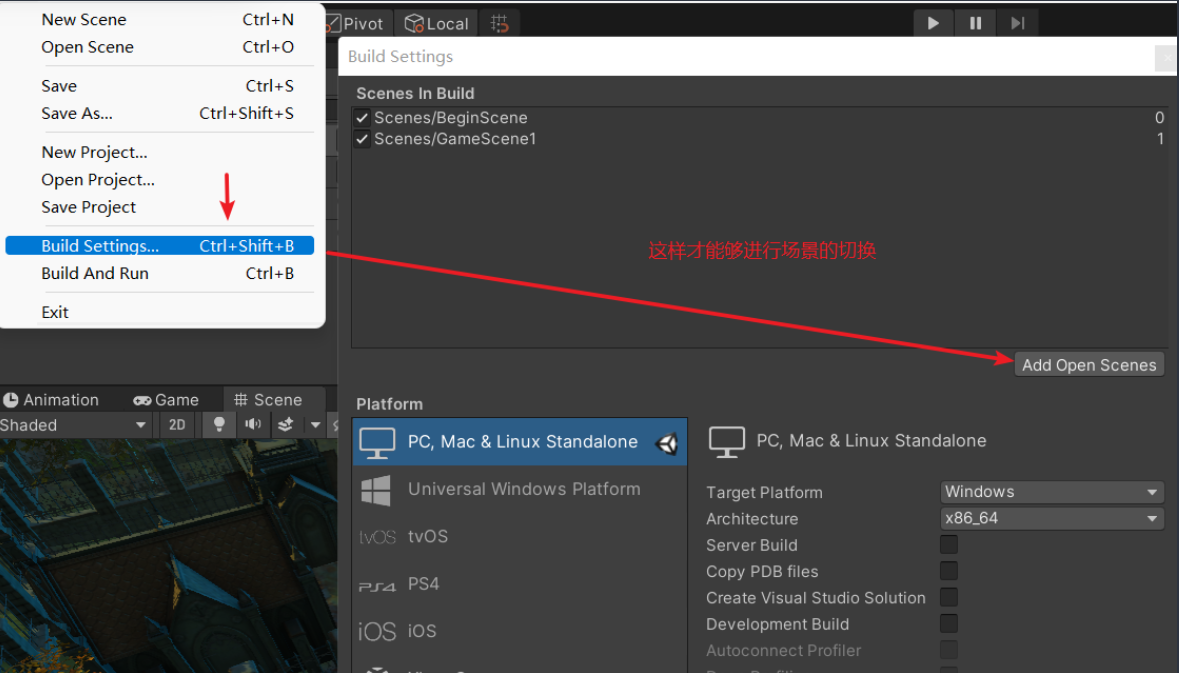 New Scene Ctrl+N
Open Scene Ctrl+O
Save Ctrl+S
Save As... Ctrl+Shift+S
New Project...
Open Project...
Save Project
Build Settings... Ctrl+Shift+B
Build And Run Ctrl+B
Exit
Pivot Local
Build Settings
Scenes In Build
Scenes/BeginScene 0
Scenes/GameScene1 1
这样才能够进行场景的切换
Add Open Scenes
Animation Game Scene
Shaded 2D
Platform
PC, Mac & Linux Standalone
Universal Windows Platform
tvOS tvOS
PS4 PS4
iOS iOS
PC, Mac & Linux Standalone
Target Platform Windows
Architecture x86_64
Server Build
Copy PDB files
Create Visual Studio Solution
Development Build
Autoconnect Profiler